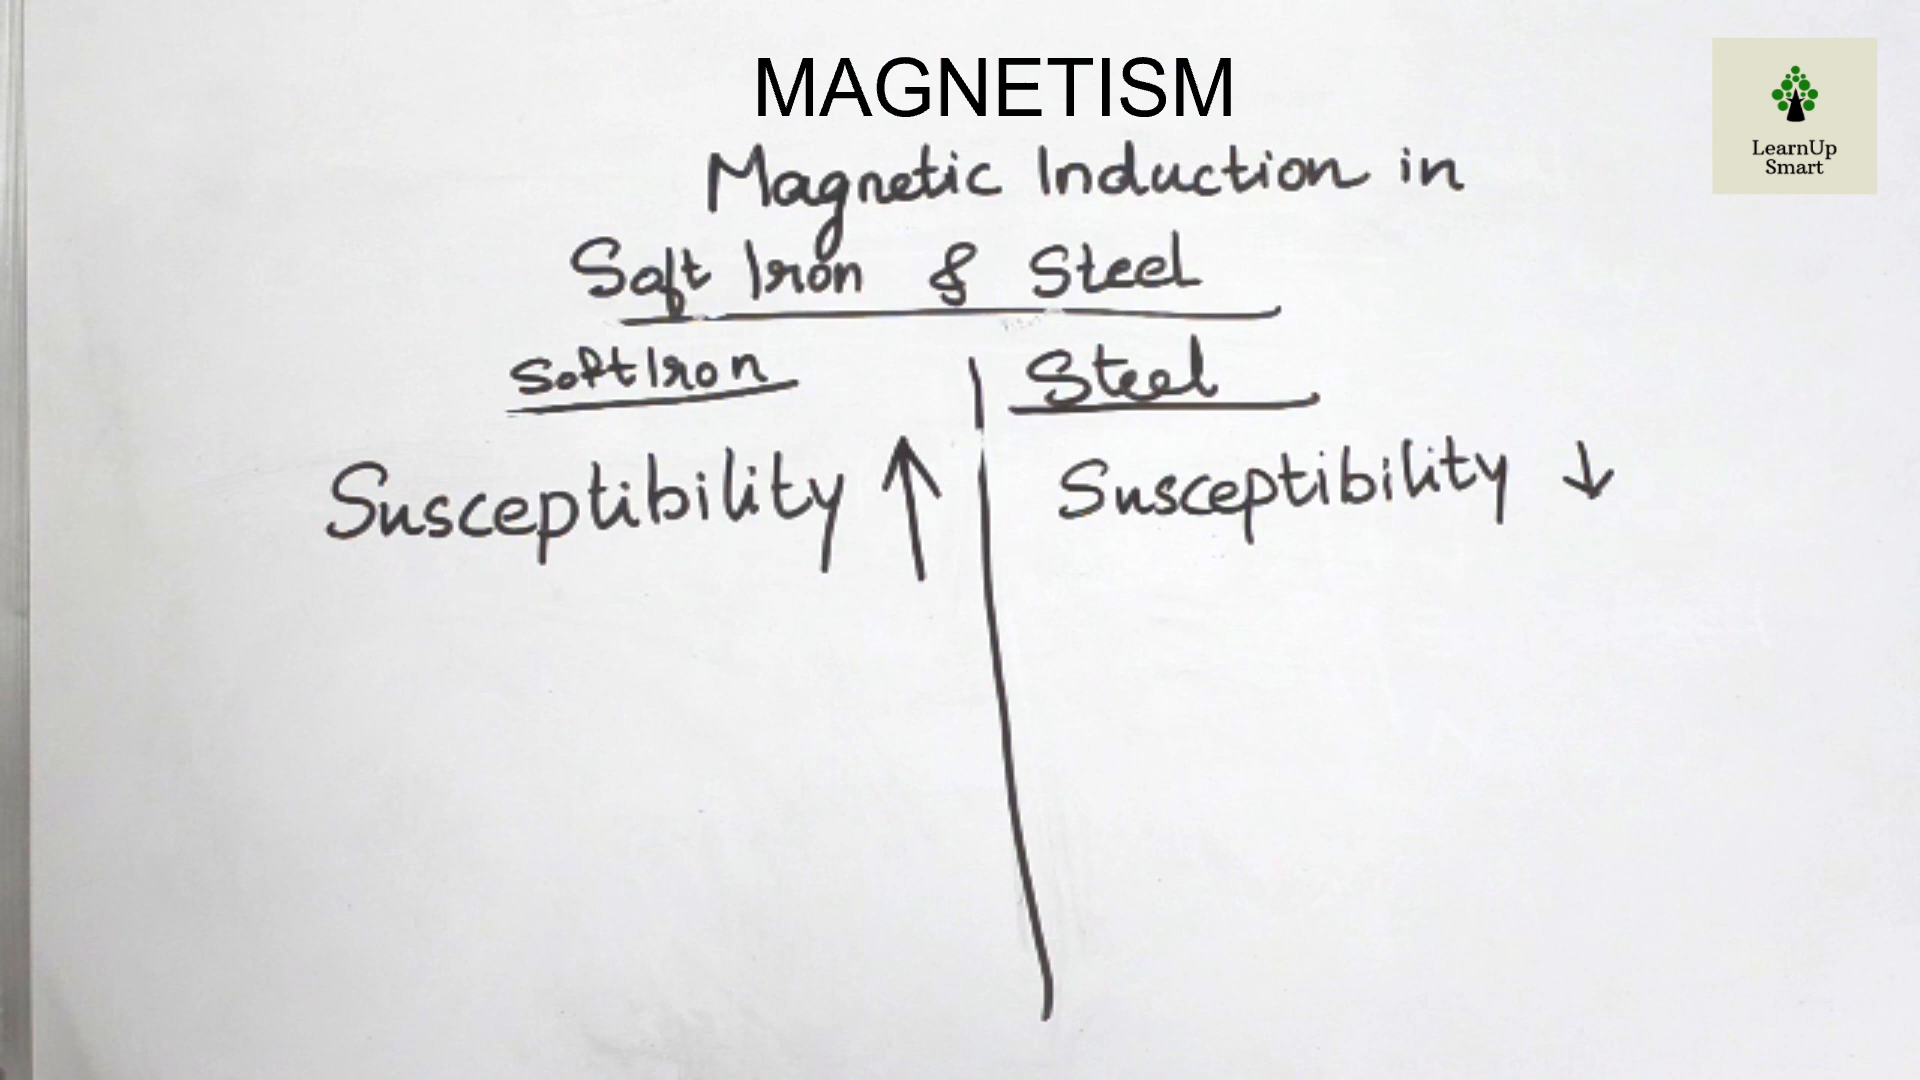 MAGNETISM
LearnUp
Smart
Magnetic Induction in
Soft Iron & Steel
Soft Iron
Steel
Susceptibility ↑
Susceptibility ↓